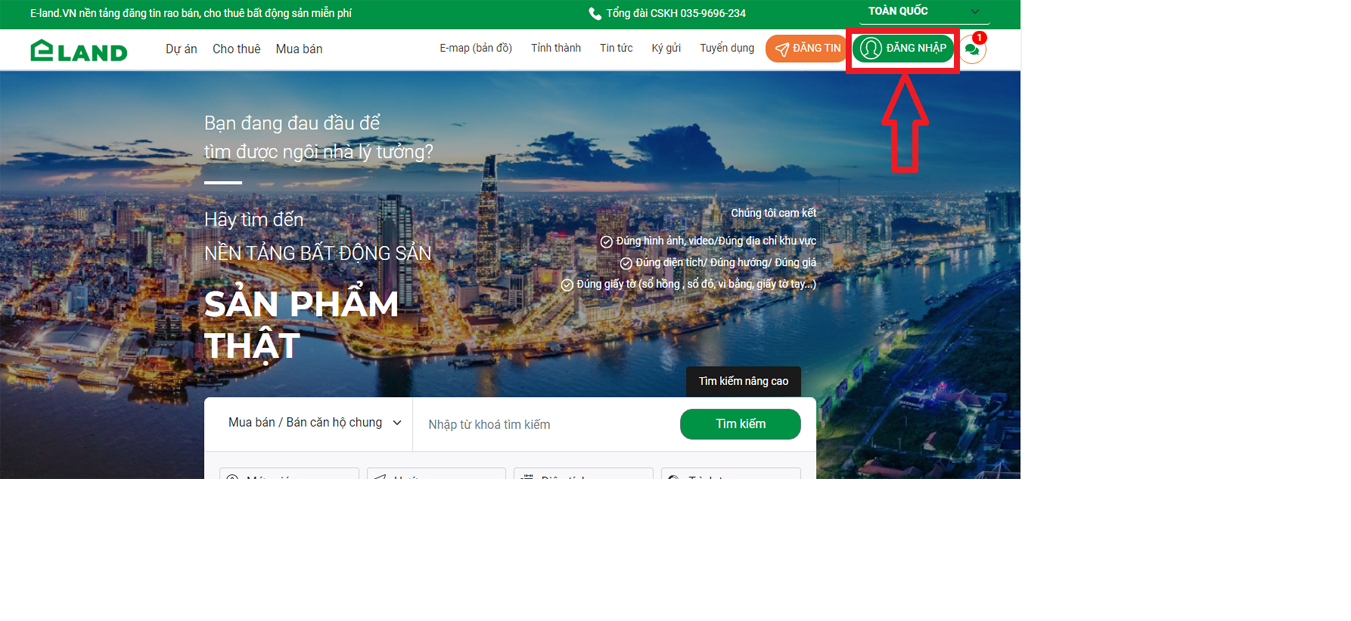 E-land.VN nền tảng đăng tin rao bán, cho thuê bất động sản miễn phí
Tổng đài CSKH 035-9696-234
TOÀN QUỐC
eLAND
Dự án
Cho thuê
Mua bán
E-map (bản đồ)
Tỉnh thành
Tin tức
Ký gửi
Tuyển dụng
ĐĂNG TIN
ĐĂNG NHẬP
1
Bạn đang đau đầu để
tìm được ngôi nhà lý tưởng?
Hãy tìm đến
NỀN TẢNG BẤT ĐỘNG SẢN
SẢN PHẨM
THẬT
Chúng tôi cam kết
Đúng hình ảnh, video/Đúng địa chỉ khu vực
Đúng diện tích/ Đúng hướng/ Đúng giá
Đúng giấy tờ (sổ hồng , sổ đỏ, vi bằng, giấy tờ tay...)
Tìm kiếm nâng cao
Mua bán / Bán căn hộ chung
Nhập từ khoá tìm kiếm
Tìm kiếm